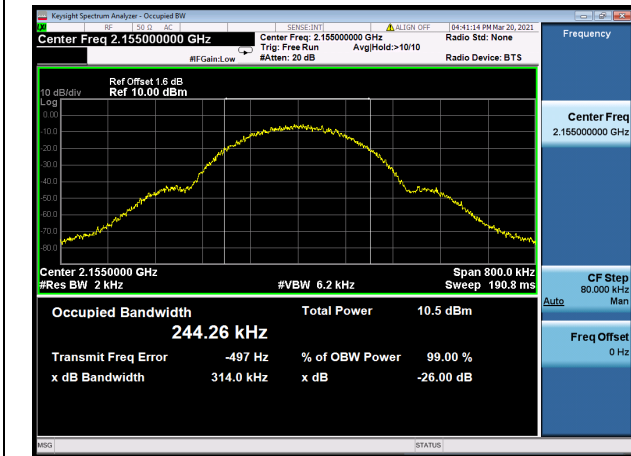 Keysight Spectrum Analyzer - Occupied BW
RF 50 Ω AC SENSE:INT ALIGN OFF 04:41:14 PM Mar 20, 2021
Center Freq 2.155000000 GHz Center Freq: 2.155000000 GHz Radio Std: None
Trig: Free Run Avg|Hold:>10/10
#IFGain:Low #Atten: 20 dB Radio Device: BTS
Ref Offset 1.6 dB
10 dB/div Ref 10.00 dBm
Log
0.00
-10.0
-20.0
-30.0
-40.0
-50.0
-60.0
-70.0
-80.0
Center 2.1550000 GHz Span 800.0 kHz
#Res BW 2 kHz #VBW 6.2 kHz Sweep 190.8 ms
Occupied Bandwidth Total Power 10.5 dBm
244.26 kHz
Transmit Freq Error -497 Hz % of OBW Power 99.00 %
x dB Bandwidth 314.0 kHz x dB -26.00 dB
MSG STATUS
Frequency
Center Freq
2.155000000 GHz
CF Step
80.000 kHz
Auto Man
Freq Offset
0 Hz